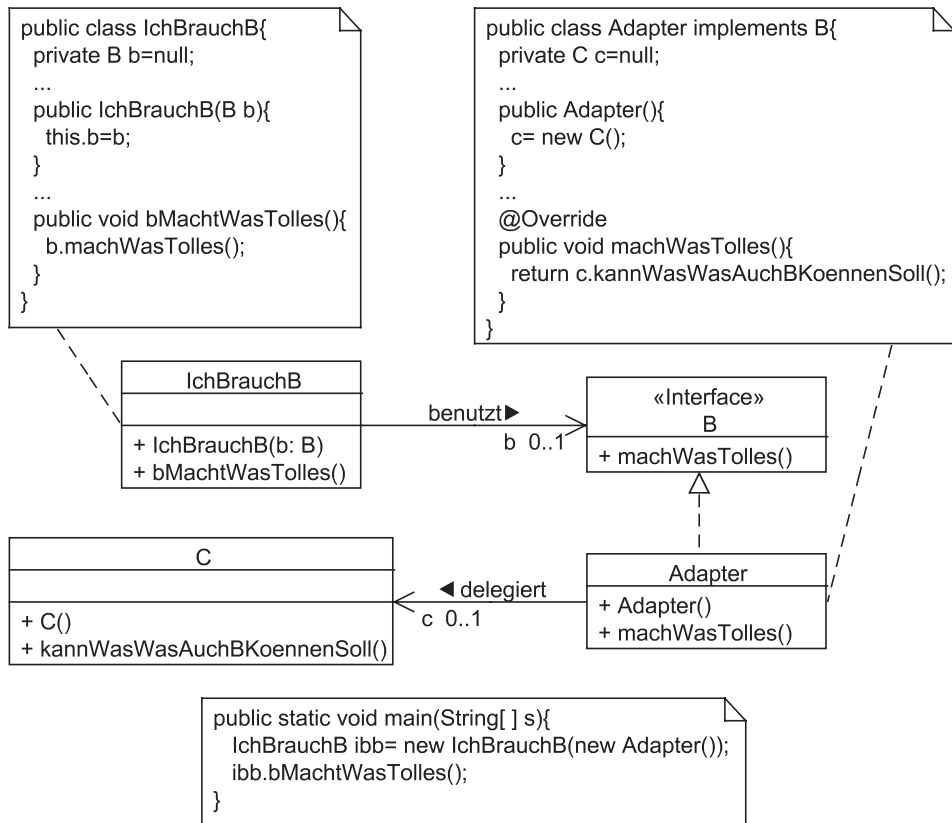 public class IchBrauchB{
private B b=null;
...
public IchBrauchB(B b){
this.b=b;
}
...
public void bMachtWasTolles(){
b.machWasTolles();
}
}
public class Adapter implements B{
private C c=null;
...
public Adapter(){
c= new C();
}
...
@Override
public void machWasTolles(){
return c.kannWasWasAuchBKoennenSoll();
}
}
IchBrauchB
+ IchBrauchB(b: B)
+ bMachtWasTolles()
benutzt▶
b 0..1
«Interface»
B
+ machWasTolles()
C
+ C()
+ kannWasWasAuchBKoennenSoll()
◀ delegiert
c 0..1
Adapter
+ Adapter()
+ machWasTolles()
public static void main(String[ ] s){
IchBrauchB ibb= new IchBrauchB(new Adapter());
ibb.bMachtWasTolles();
}